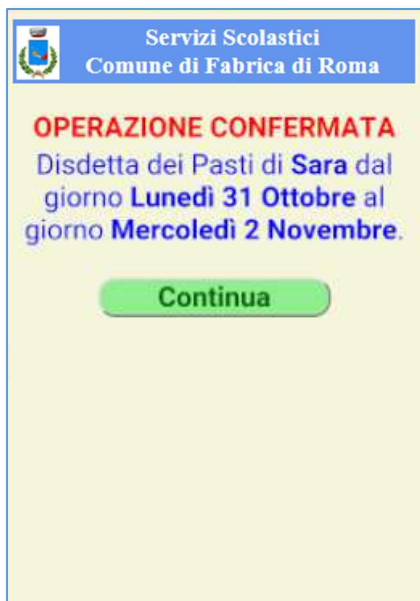 Servizi Scolastici
Comune di Fabrica di Roma
OPERAZIONE CONFERMATA
Disdetta dei Pasti di Sara dal
giorno Lunedì 31 Ottobre al
giorno Mercoledì 2 Novembre.
Continua